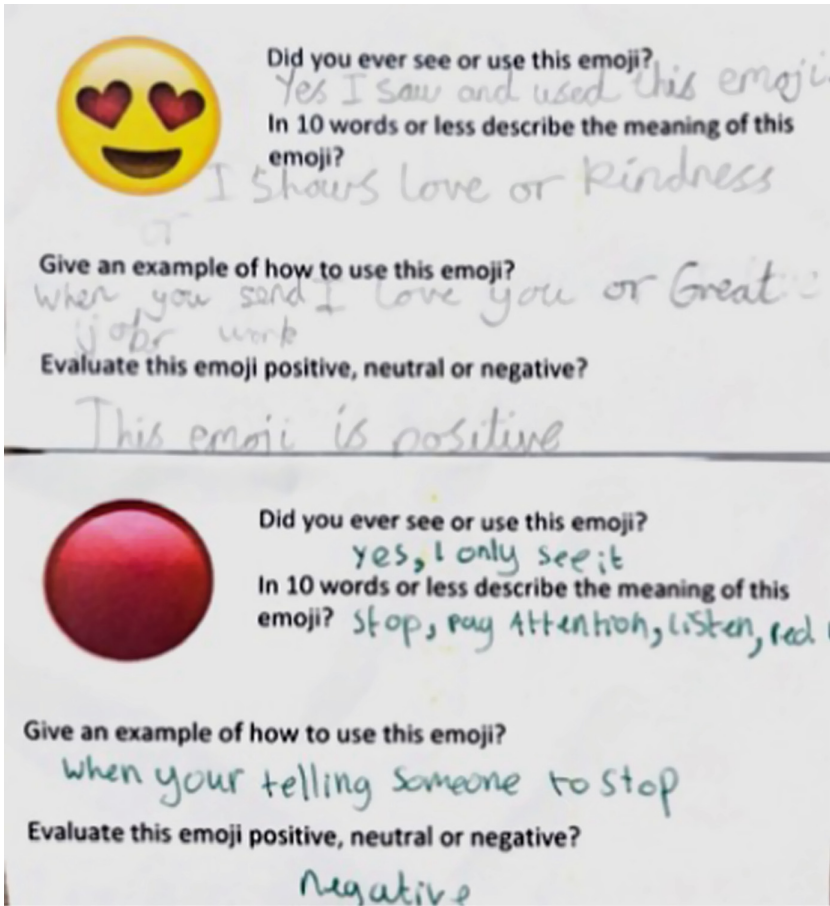 Did you ever see or use this emoji?
Yes I saw and used this emoji
In 10 words or less describe the meaning of this
emoji?
I shows love or kindness
or
Give an example of how to use this emoji?
When you send I love you or Great
job work
Evaluate this emoji positive, neutral or negative?
This emoji is positive
Did you ever see or use this emoji?
yes, I only see it
In 10 words or less describe the meaning of this
emoji? Stop, pay Attention, Listen, red
Give an example of how to use this emoji?
When your telling someone to stop
Evaluate this emoji positive, neutral or negative?
negative